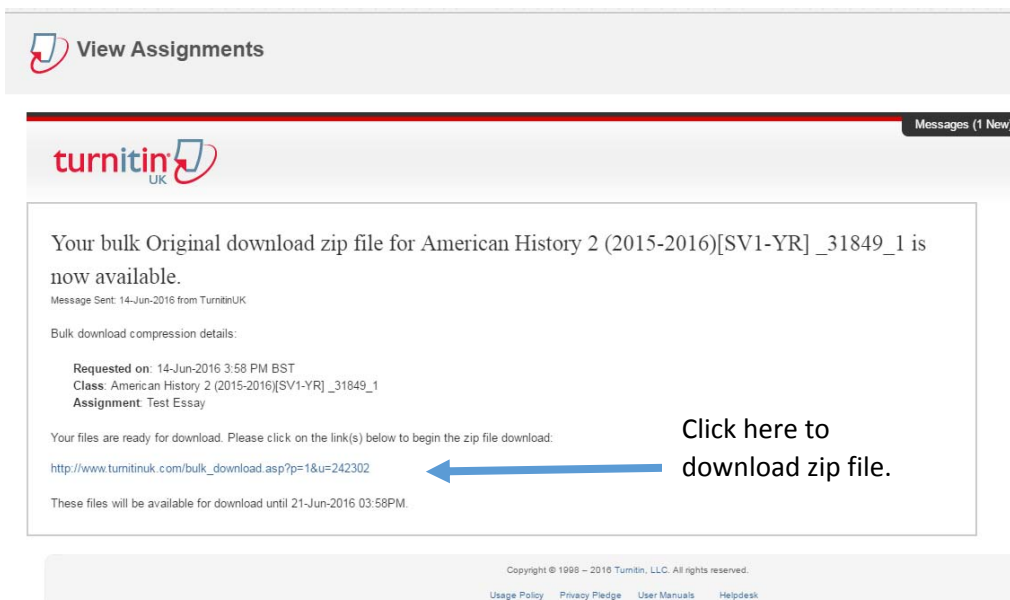 View Assignments
Messages (1 New)
turnitin
UK
Your bulk Original download zip file for American History 2 (2015-2016)[SV1-YR] _31849_1 is
now available.
Message Sent: 14-Jun-2016 from TurnitinUK
Bulk download compression details:
Requested on: 14-Jun-2016 3:58 PM BST
Class: American History 2 (2015-2016)[SV1-YR] _31849_1
Assignment: Test Essay
Your files are ready for download. Please click on the link(s) below to begin the zip file download:
Click here to
download zip file.
http://www.turnitinuk.com/bulk_download.asp?p=1&u=242302
These files will be available for download until 21-Jun-2016 03:58PM.
Copyright © 1998 – 2016 Turnitin, LLC. All rights reserved.
Usage Policy Privacy Pledge User Manuals Helpdesk